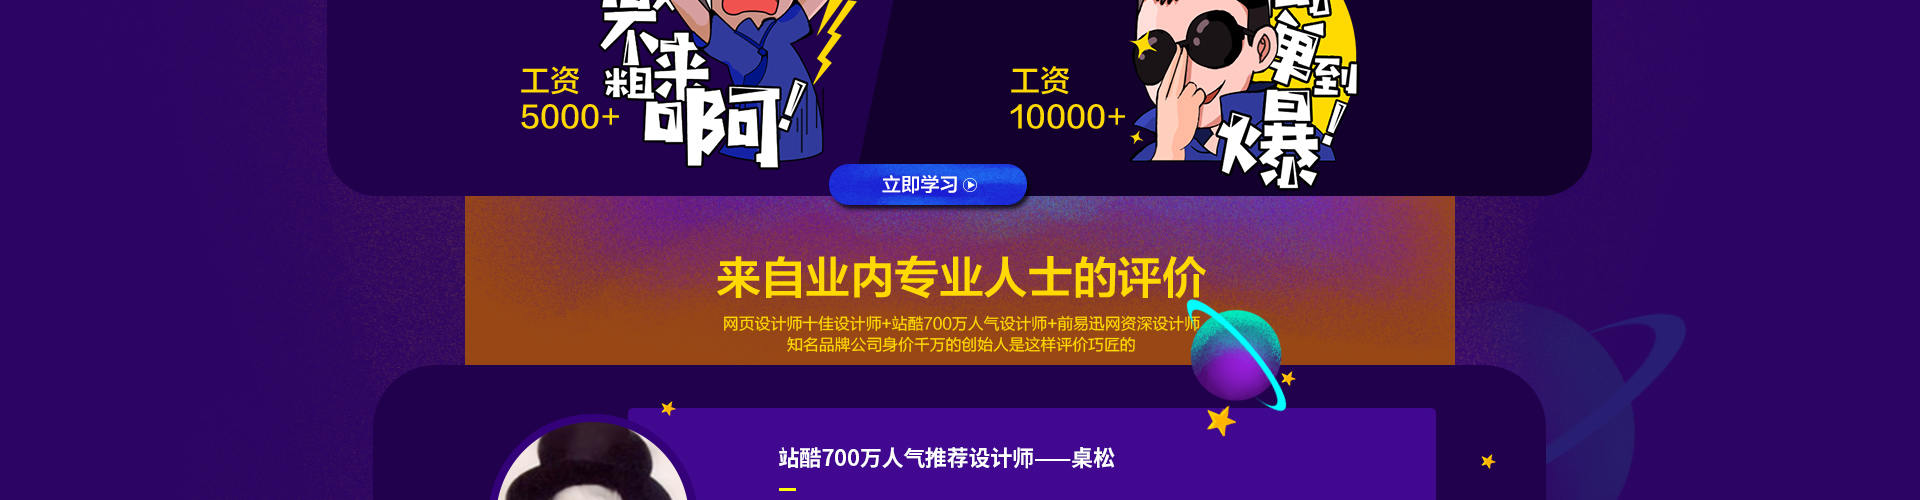 不来
粗
啊!
工资
5000+
到
爆!
工资
10000+
立即学习
来自业内专业人士的评价
网页设计师十佳设计师+站酷700万人气设计师+前易迅网资深设计师
知名品牌公司身价千万的创始人是这样评价巧匠的
站酷700万人气推荐设计师——桌松